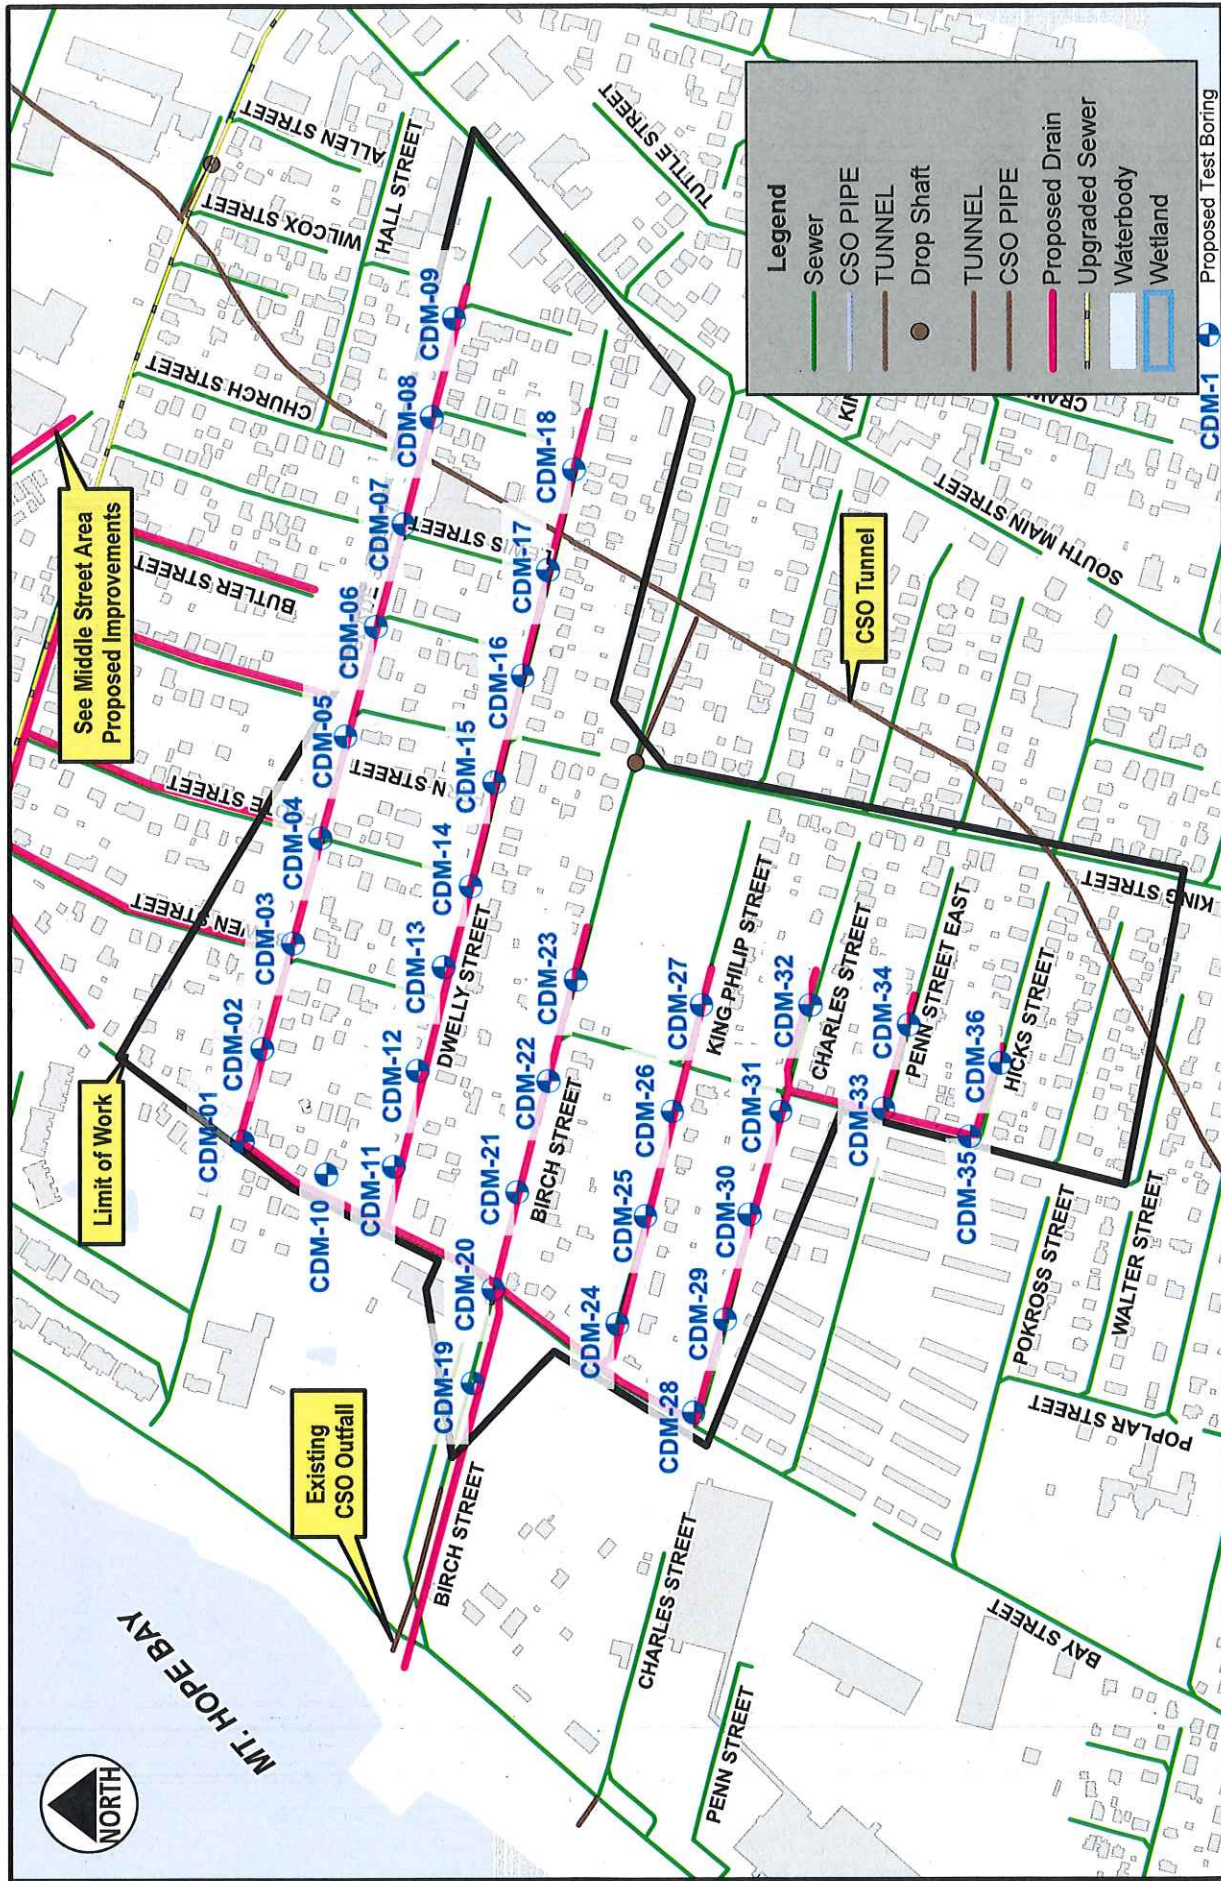 NORTH
MT. HOPE BAY
Existing
CSO Outfall
Limit of Work
See Middle Street Area
Proposed Improvements
CSO Tunnel
ALLEN STREET
WILCOX STREET
HALL STREET
CHURCH STREET
BUTLER STREET
TUTTLE STREET
DWELLY STREET
BIRCH STREET
BIRCH STREET
KING PHILIP STREET
CHARLES STREET
CHARLES STREET
PENN STREET EAST
PENN STREET
HICKS STREET
KING STREET
SOUTH MAIN STREET
POKROSS STREET
WALTER STREET
POPLAR STREET
BAY STREET
CDM-01
CDM-02
CDM-03
CDM-04
CDM-05
CDM-06
CDM-07
CDM-08
CDM-09
CDM-10
CDM-11
CDM-12
CDM-13
CDM-14
CDM-15
CDM-16
CDM-17
CDM-18
CDM-19
CDM-20
CDM-21
CDM-22
CDM-23
CDM-24
CDM-25
CDM-26
CDM-27
CDM-28
CDM-29
CDM-30
CDM-31
CDM-32
CDM-33
CDM-34
CDM-35
CDM-36
Legend
Sewer
CSO PIPE
TUNNEL
Drop Shaft
TUNNEL
CSO PIPE
Proposed Drain
Upgraded Sewer
Waterbody
Wetland
CDM-1 Proposed Test Boring